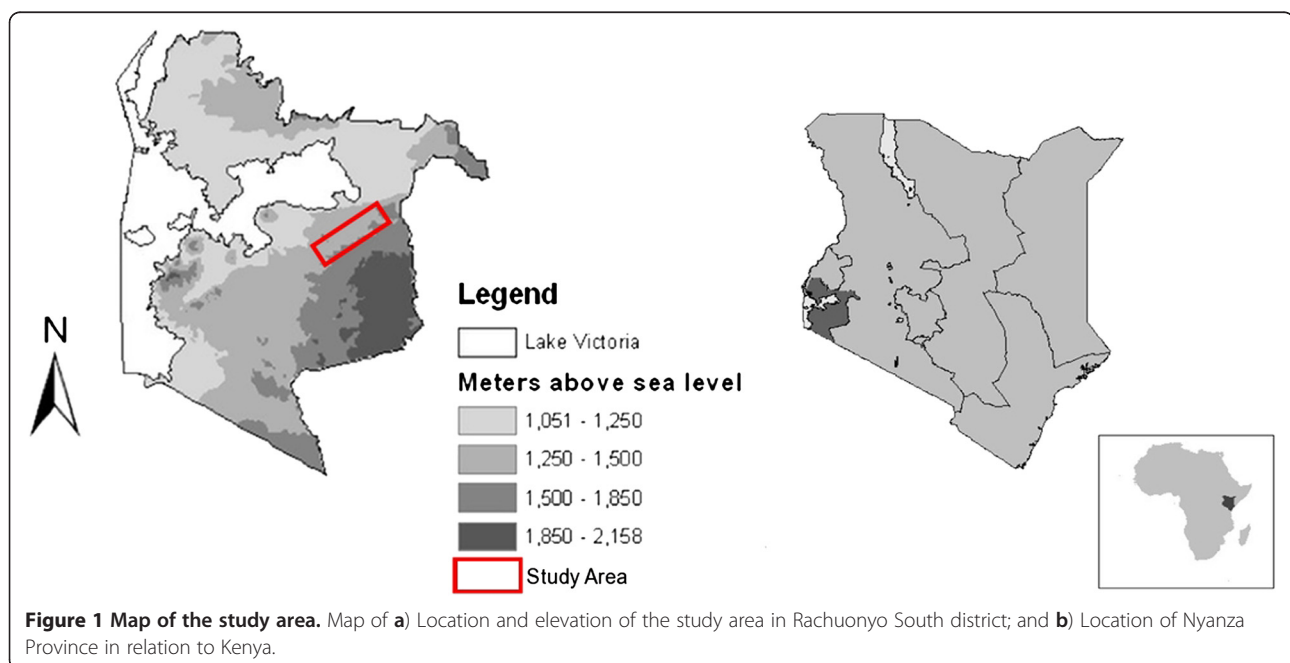 N
Legend
Lake Victoria
Meters above sea level
1,051 - 1,250
1,250 - 1,500
1,500 - 1,850
1,850 - 2,158
Study Area
Figure 1 Map of the study area. Map of a) Location and elevation of the study area in Rachuonyo South district; and b) Location of Nyanza
Province in relation to Kenya.